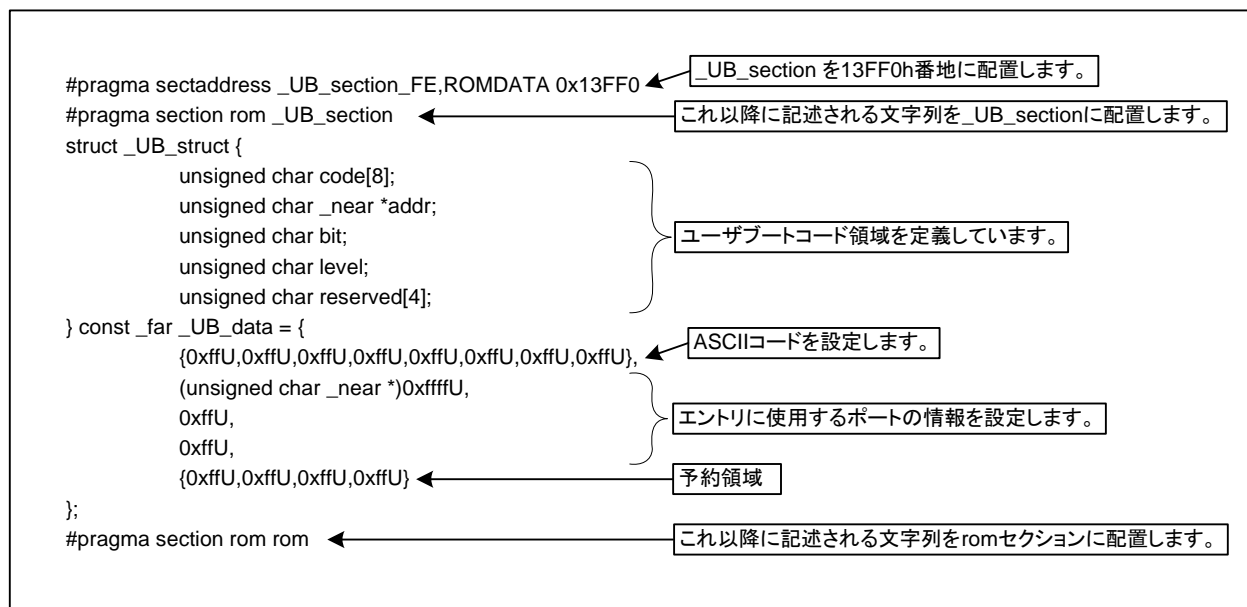 #pragma sectaddress _UB_section_FE,ROMDATA 0x13FF0
_UB_section を13FF0h番地に配置します。
#pragma section rom _UB_section
これ以降に記述される文字列を_UB_sectionに配置します。
struct _UB_struct {
unsigned char code[8];
unsigned char _near *addr;
unsigned char bit;
ユーザブートコード領域を定義しています。
unsigned char level;
unsigned char reserved[4];
} const _far _UB_data = {
ASCIIコードを設定します。
{0xffU,0xffU,0xffU,0xffU,0xffU,0xffU,0xffU,0xffU},
(unsigned char _near *)0xffffU,
0xffU,
エントリに使用するポートの情報を設定します。
0xffU,
{0xffU,0xffU,0xffU,0xffU}
予約領域
};
#pragma section rom rom
これ以降に記述される文字列をromセクションに配置します。